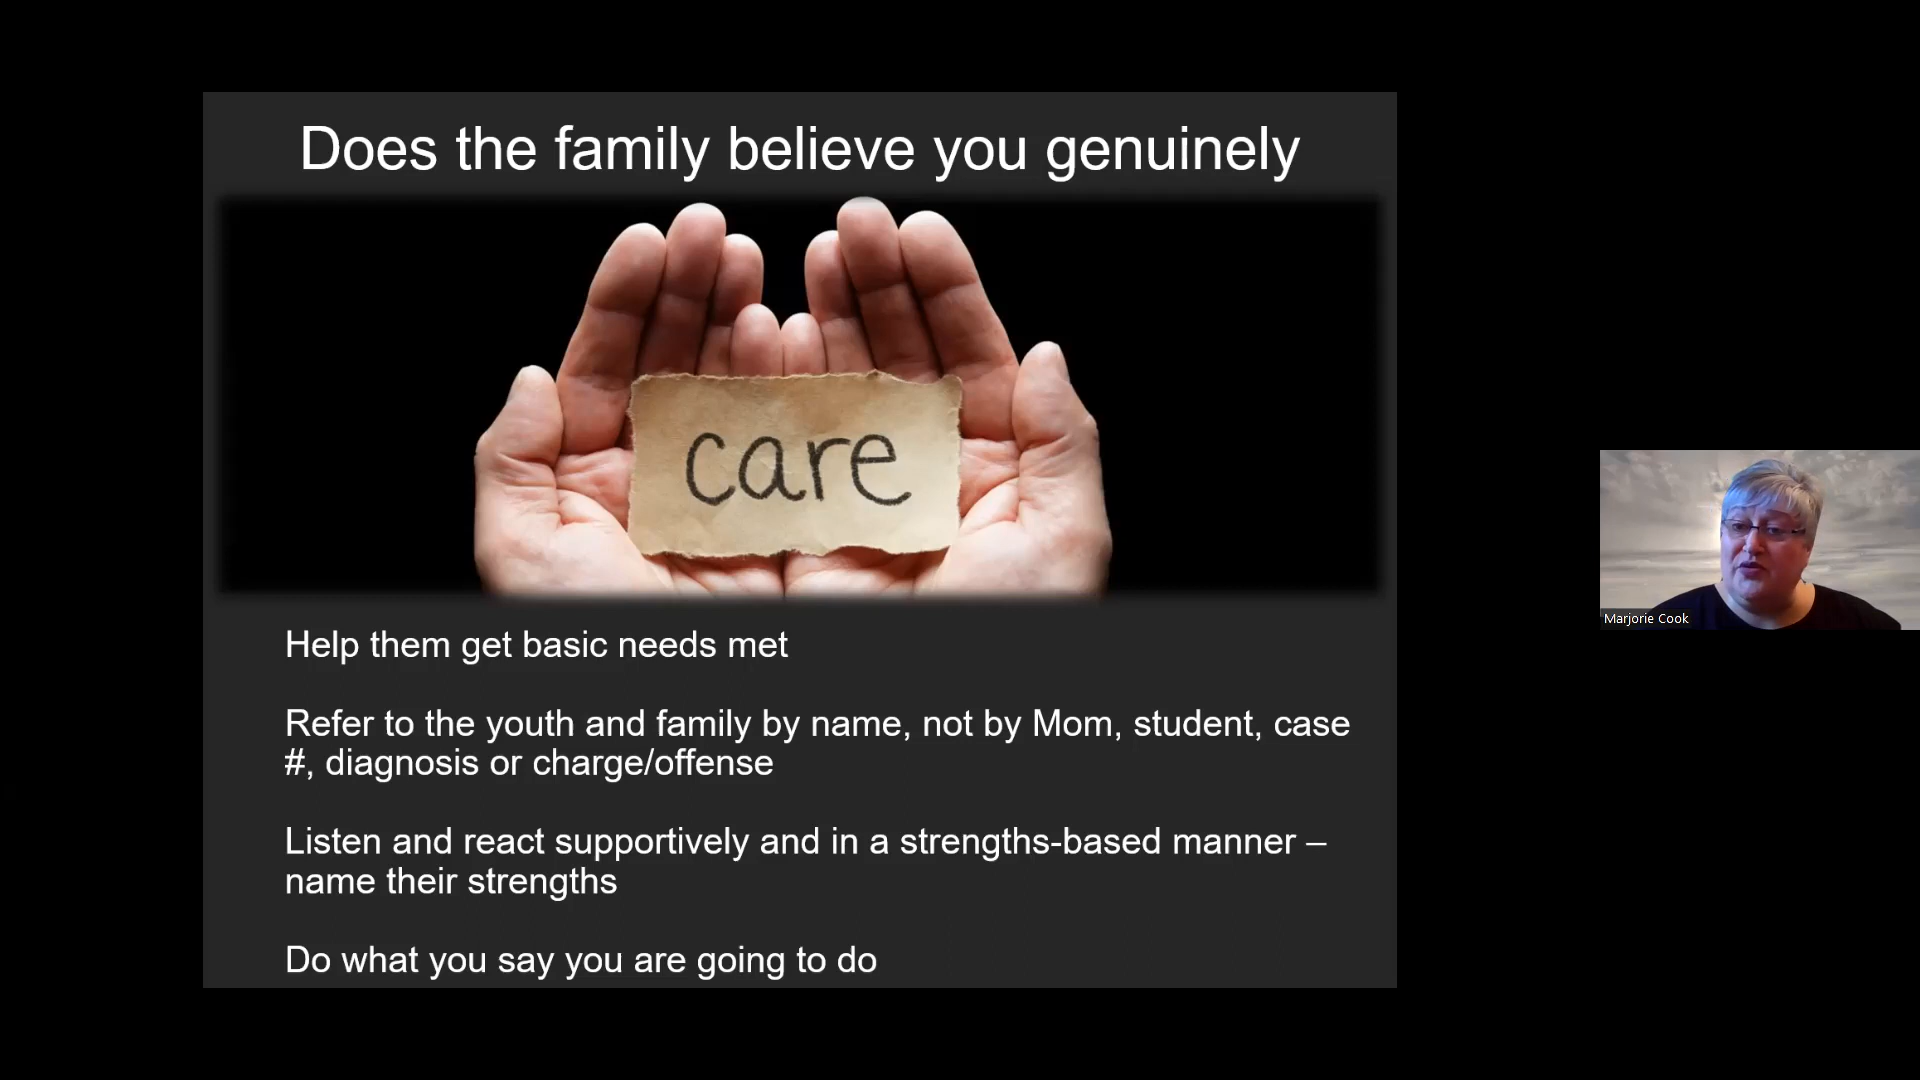 Does the family believe you genuinely
care
Help them get basic needs met
Refer to the youth and family by name, not by Mom, student, case
#, diagnosis or charge/offense
Listen and react supportively and in a strengths-based manner –
name their strengths
Do what you say you are going to do
Marjorie Cook